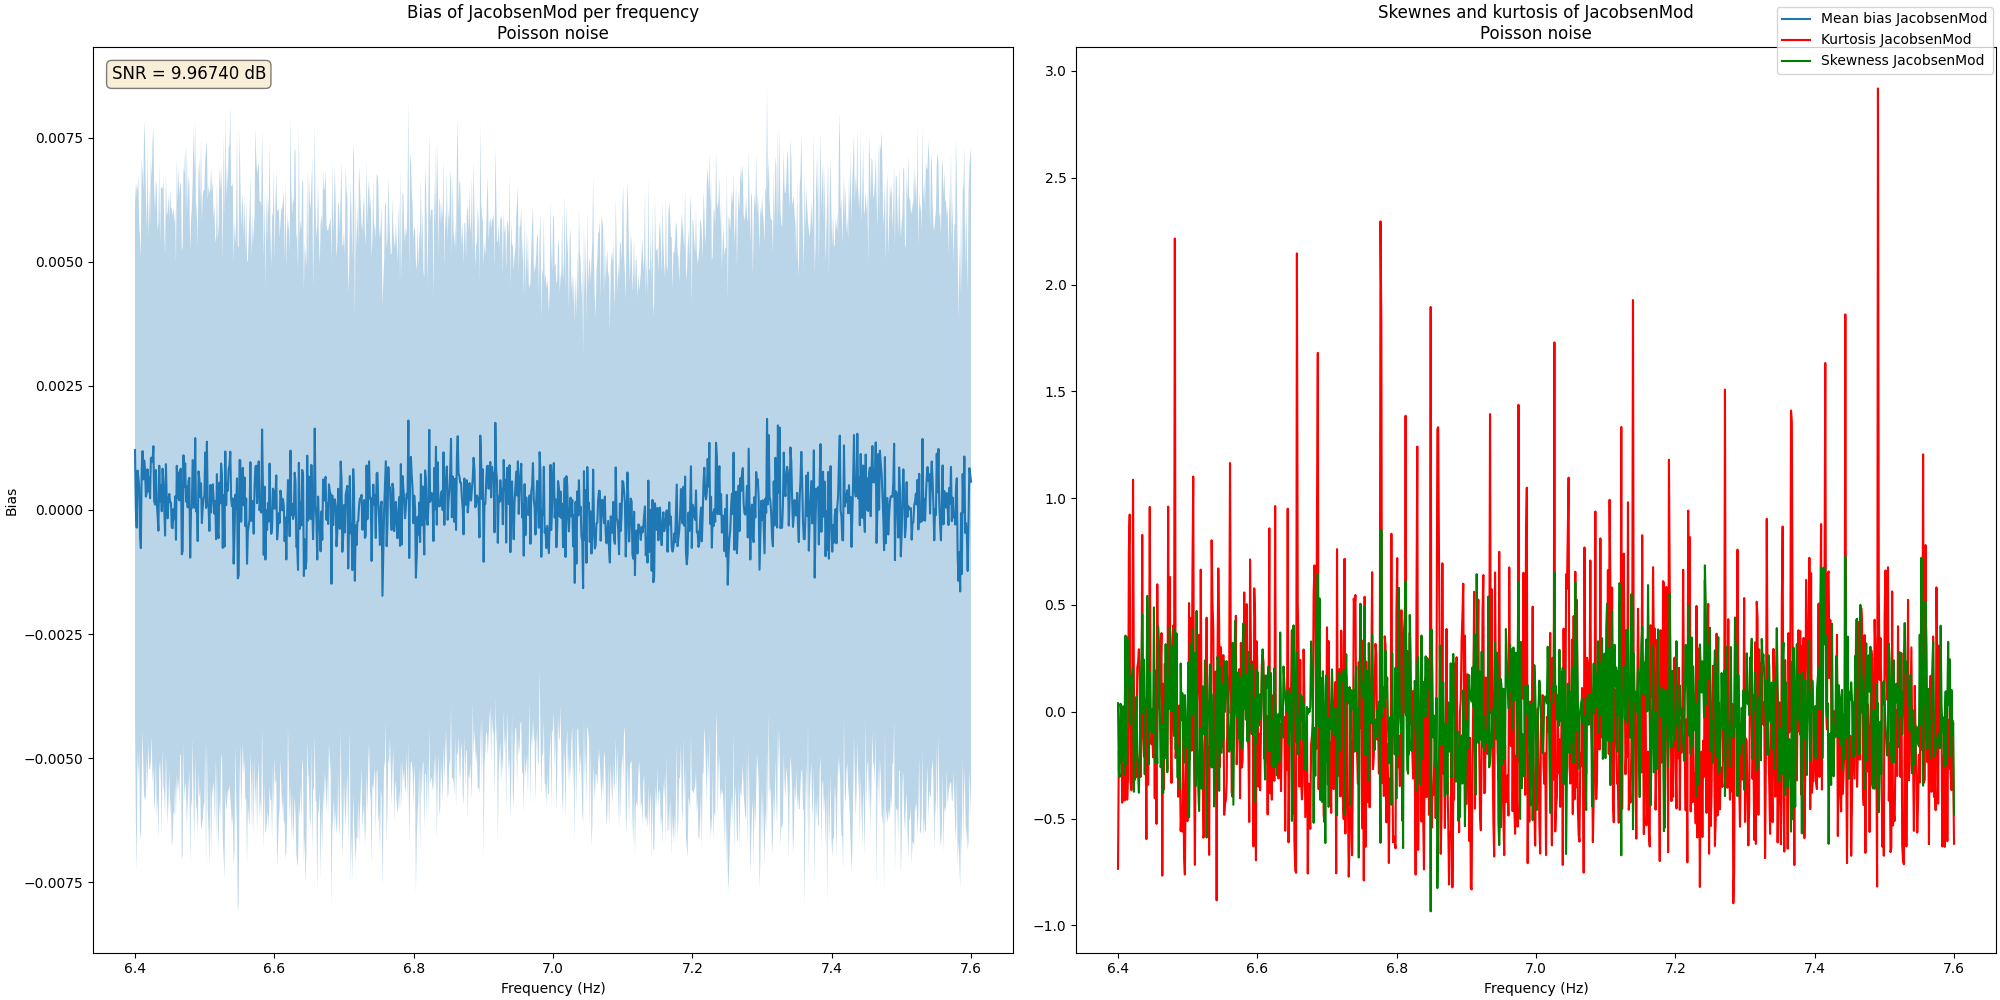 Bias of JacobsenMod per frequency
Poisson noise
SNR = 9.96740 dB
0.0075
0.0050
0.0025
0.0000
−0.0025
−0.0050
−0.0075
Bias
6.4 6.6 6.8 7.0 7.2 7.4 7.6
Frequency (Hz)
Skewnes and kurtosis of JacobsenMod
Poisson noise
Mean bias JacobsenMod
Kurtosis JacobsenMod
Skewness JacobsenMod
3.0
2.5
2.0
1.5
1.0
0.5
0.0
−0.5
−1.0
6.4 6.6 6.8 7.0 7.2 7.4 7.6
Frequency (Hz)